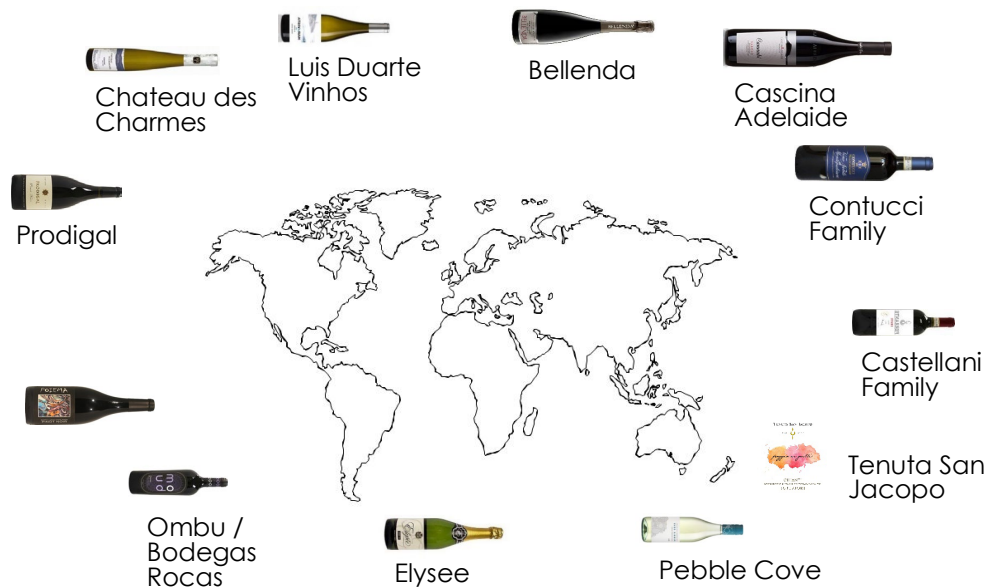 Luis Duarte
Vinhos
Bellenda
Chateau des
Charmes
Cascina
Adelaide
Prodigal
Contucci
Family
Castellani
Family
POIEMA
Tenuta San
Jacopo
Ombu /
Bodegas
Rocas
Elysee
Pebble Cove